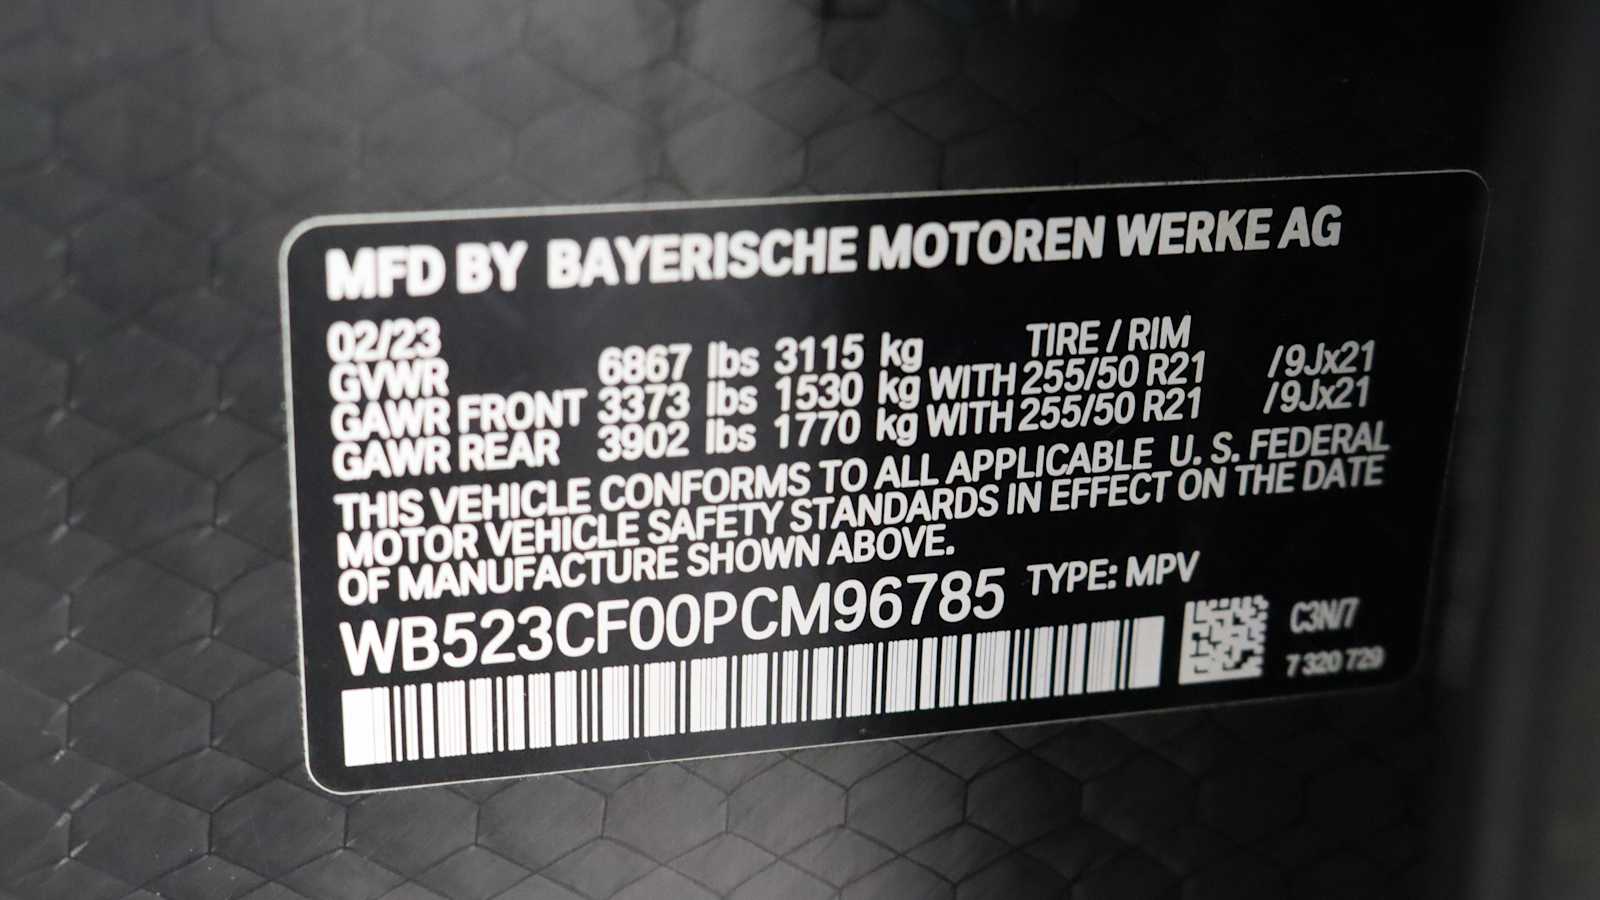 MFD BY BAYERISCHE MOTOREN WERKE AG
02/23 TIRE / RIM
GVWR 6867 lbs 3115 kg
GAWR FRONT 3373 lbs 1530 kg WITH 255/50 R21 /9Jx21
GAWR REAR 3902 lbs 1770 kg WITH 255/50 R21 /9Jx21
THIS VEHICLE CONFORMS TO ALL APPLICABLE U. S. FEDERAL
MOTOR VEHICLE SAFETY STANDARDS IN EFFECT ON THE DATE
OF MANUFACTURE SHOWN ABOVE.
WB523CF00PCM96785 TYPE: MPV
C3N/7
7 320 729